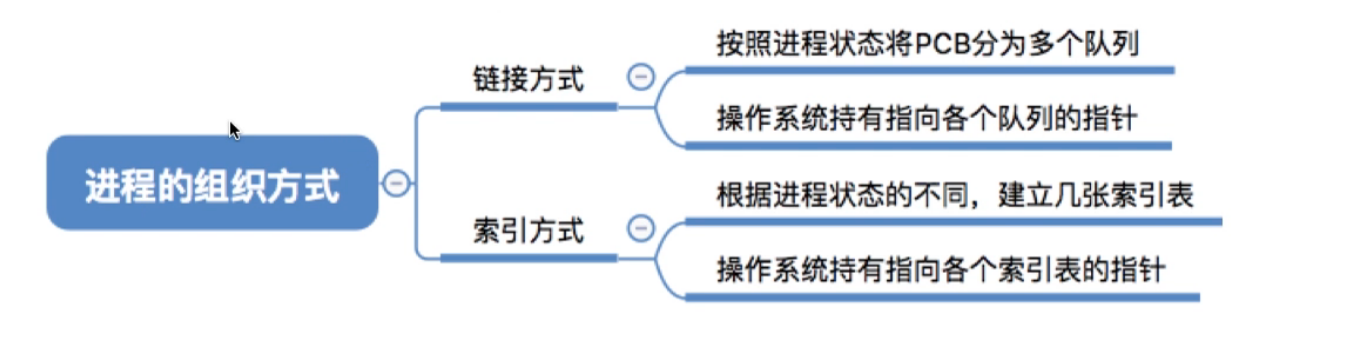 进程的组织方式
链接方式
按照进程状态将PCB分为多个队列
操作系统持有指向各个队列的指针
索引方式
根据进程状态的不同，建立几张索引表
操作系统持有指向各个索引表的指针